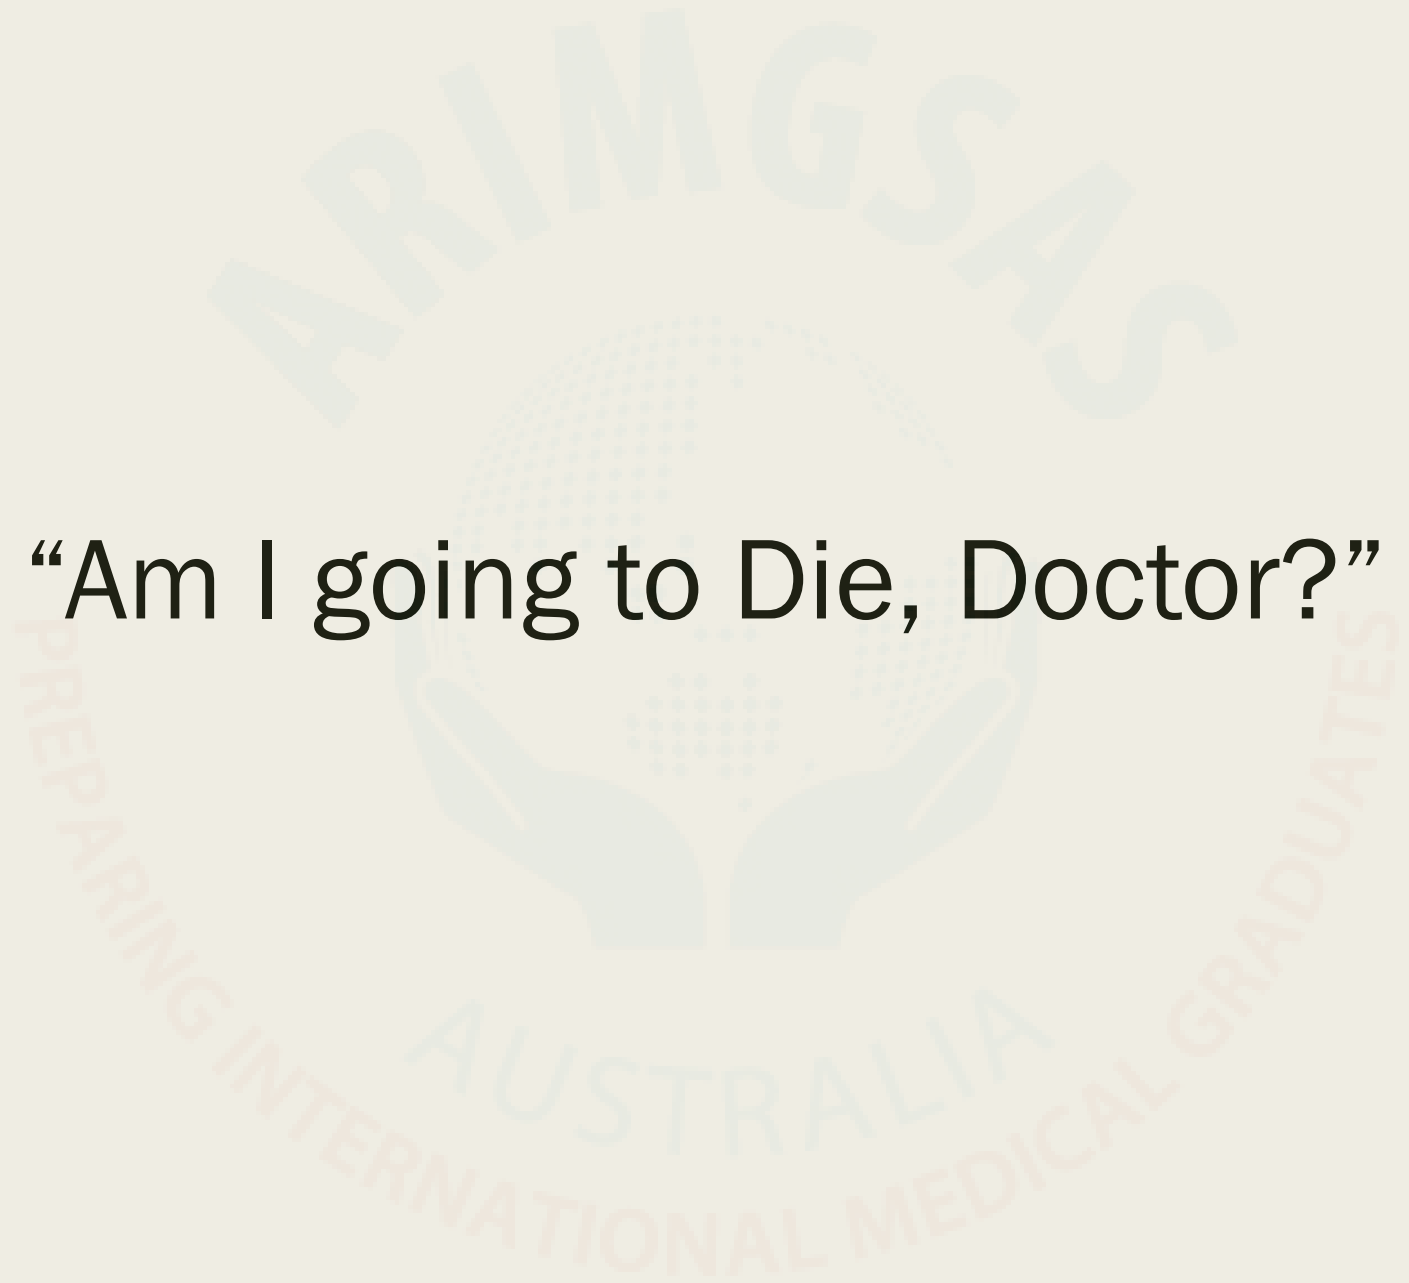 ARIMGSAS
“Am I going to Die, Doctor?”
AUSTRALIA
PREPARING INTERNATIONAL MEDICAL GRADUATES